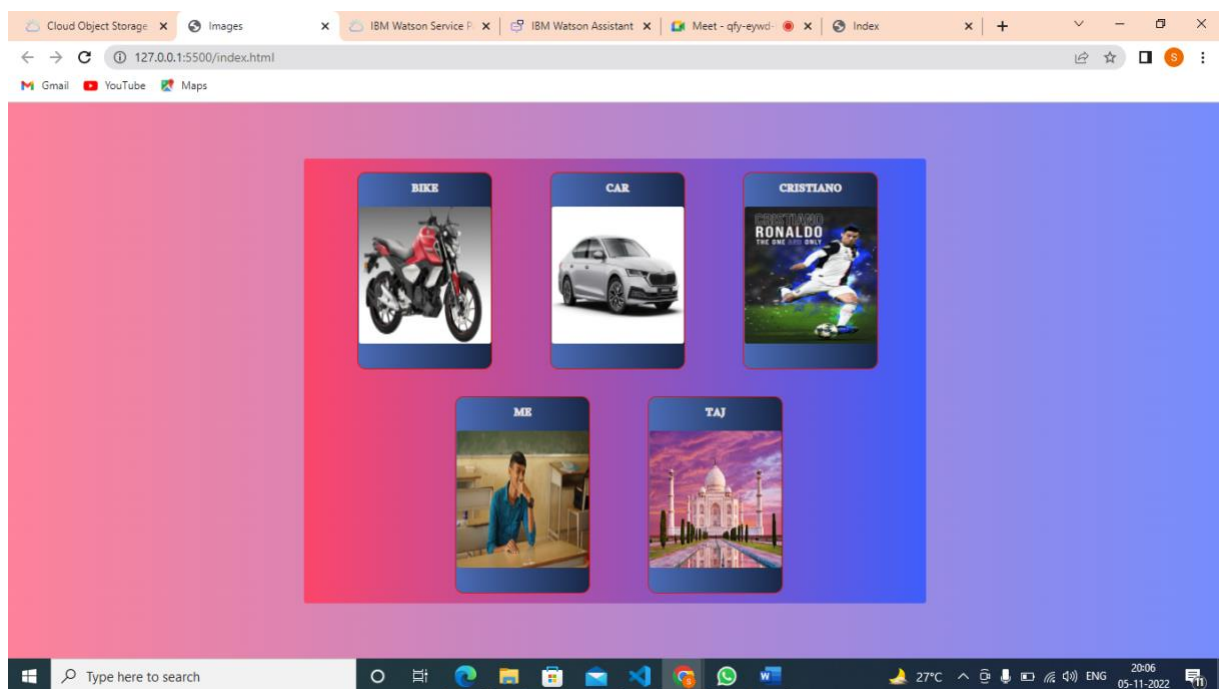 Cloud Object Storage
Images
IBM Watson Service P
IBM Watson Assistant
Meet - qfy-eywd-
Index
127.0.0.1:5500/index.html
S
Gmail
YouTube
Maps
BIKE
CAR
CRISTIANO
CRISTIANO
RONALDO
THE ONE AND ONLY
ME
TAJ
Type here to search
27°C
ENG
20:06
05-11-2022